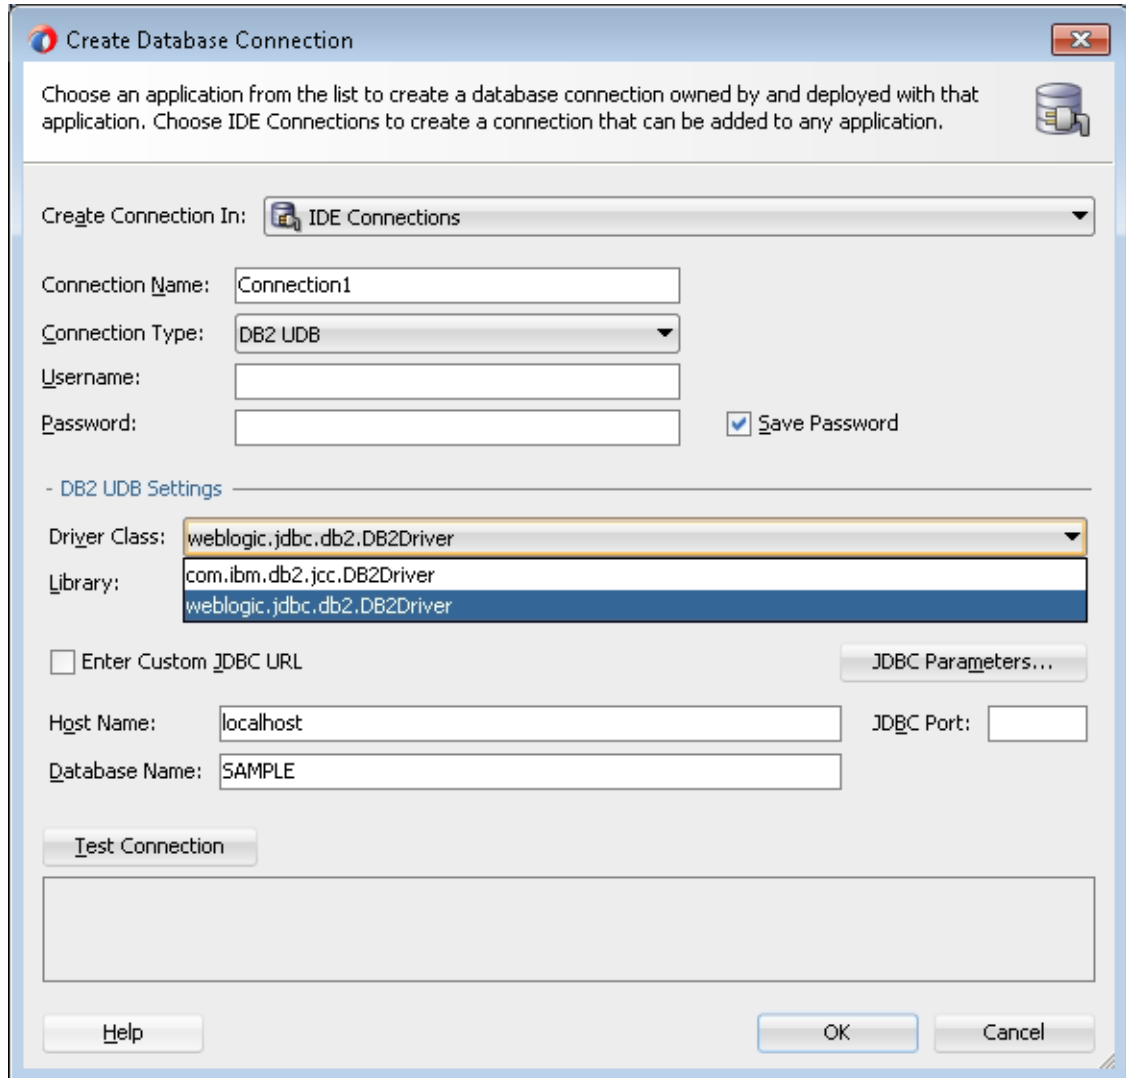 Create Database Connection
Choose an application from the list to create a database connection owned by and deployed with that
application. Choose IDE Connections to create a connection that can be added to any application.
Create Connection In: IDE Connections
Connection Name: Connection1
Connection Type: DB2 UDB
Username:
Password: Save Password
- DB2 UDB Settings
Driver Class: weblogic.jdbc.db2.DB2Driver
com.ibm.db2.jcc.DB2Driver
Library:
weblogic.jdbc.db2.DB2Driver
Enter Custom JDBC URL JDBC Parameters...
Host Name: localhost JDBC Port:
Database Name: SAMPLE
Test Connection
Help OK Cancel